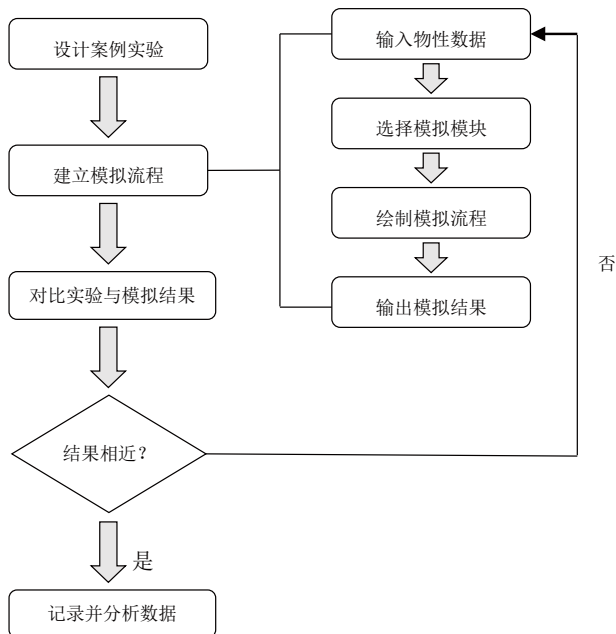 设计案例实验
建立模拟流程
对比实验与模拟结果
结果相近？
是
记录并分析数据
输入物性数据
选择模拟模块
绘制模拟流程
输出模拟结果
否